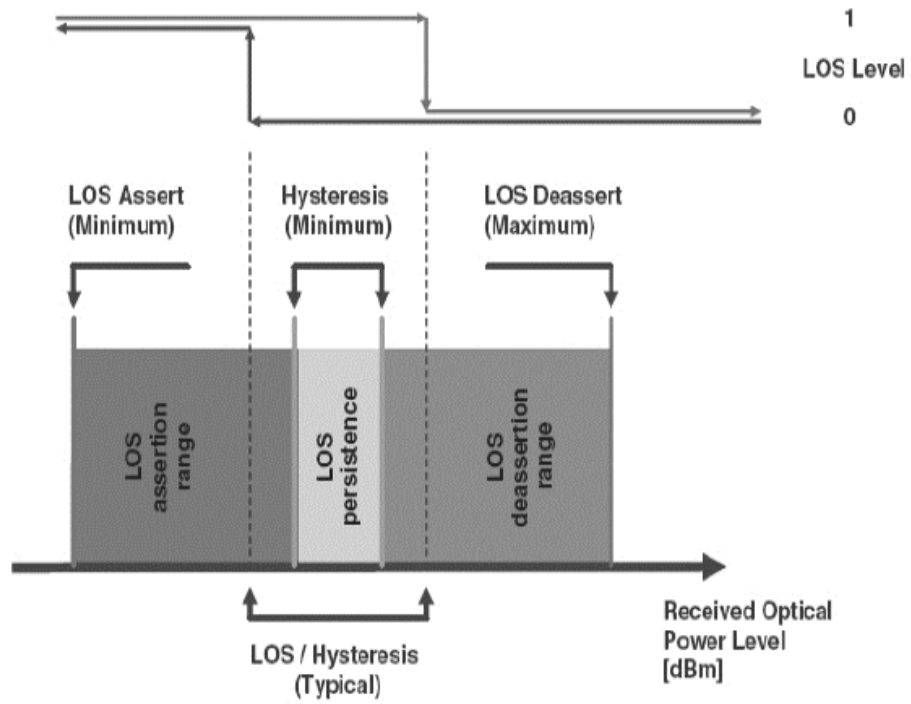 1
LOS Level
0
LOS Assert
(Minimum)
Hysteresis
(Minimum)
LOS Deassert
(Maximum)
LOS
assertion
range
LOS
persistence
LOS
deassertion
range
LOS / Hysteresis
(Typical)
Received Optical
Power Level
[dBm]